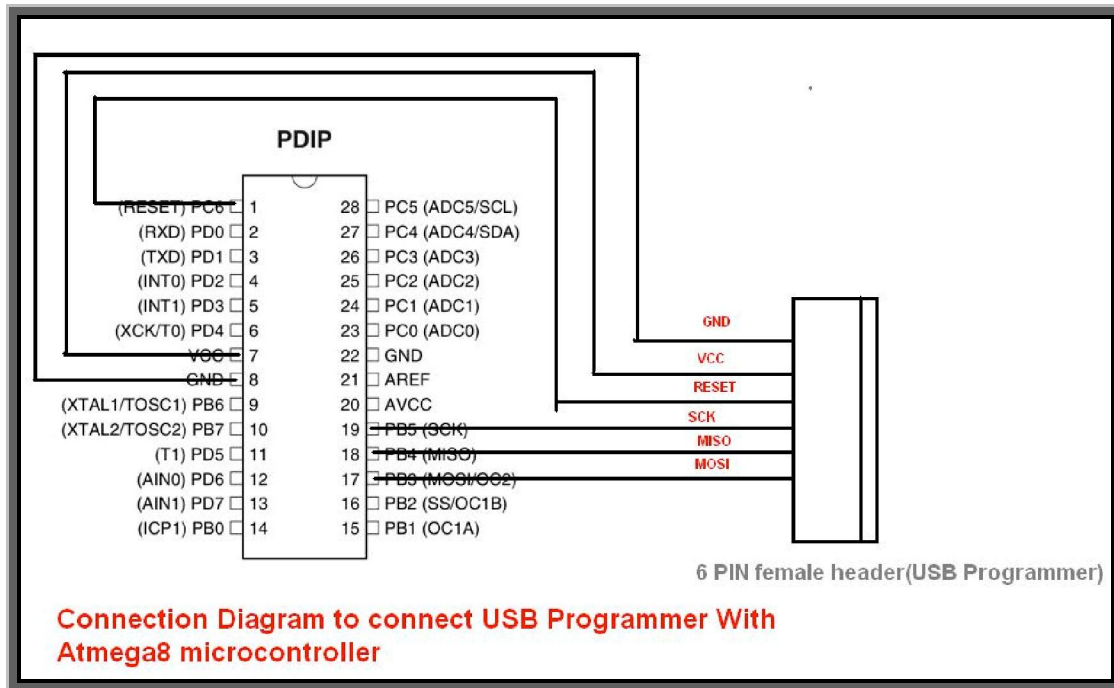 PDIP
(RESET) PC6 1
(RXD) PD0 2
(TXD) PD1 3
(INT0) PD2 4
(INT1) PD3 5
(XCK/T0) PD4 6
VCC 7
GND 8
(XTAL1/TOSC1) PB6 9
(XTAL2/TOSC2) PB7 10
(T1) PD5 11
(AIN0) PD6 12
(AIN1) PD7 13
(ICP1) PB0 14
28 PC5 (ADC5/SCL)
27 PC4 (ADC4/SDA)
26 PC3 (ADC3)
25 PC2 (ADC2)
24 PC1 (ADC1)
23 PC0 (ADC0)
22 GND
21 AREF
20 AVCC
19 PB5 (SCK)
18 PB4 (MISO)
17 PB3 (MOSI/OC2)
16 PB2 (SS/OC1B)
15 PB1 (OC1A)
GND
VCC
RESET
SCK
MISO
MOSI
6 PIN female header(USB Programmer)
Connection Diagram to connect USB Programmer With
Atmega8 microcontroller